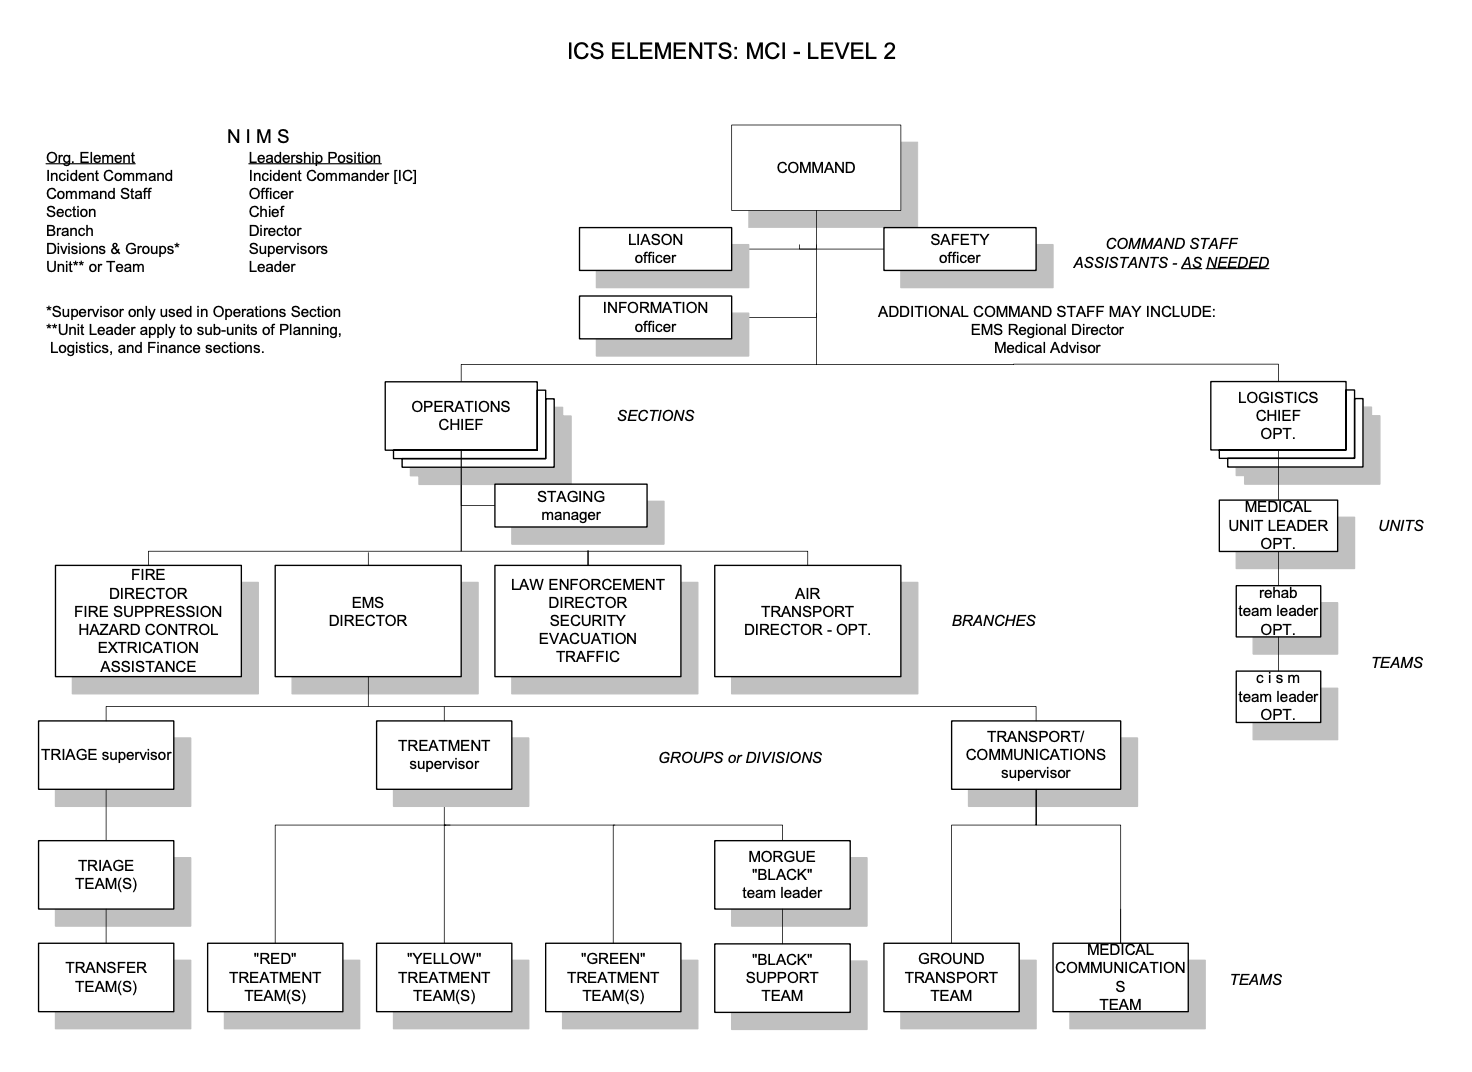 ICS ELEMENTS: MCI - LEVEL 2
N I M S
Org. Element
Leadership Position
Incident Command
Incident Commander [IC]
Command Staff
Officer
Section
Chief
Branch
Director
Divisions & Groups*
Supervisors
Unit** or Team
Leader
*Supervisor only used in Operations Section
**Unit Leader apply to sub-units of Planning,
Logistics, and Finance sections.
COMMAND
LIASON
officer
SAFETY
officer
COMMAND STAFF
ASSISTANTS - AS NEEDED
INFORMATION
officer
ADDITIONAL COMMAND STAFF MAY INCLUDE:
EMS Regional Director
Medical Advisor
OPERATIONS
CHIEF
SECTIONS
LOGISTICS
CHIEF
OPT.
STAGING
manager
MEDICAL
UNIT LEADER
OPT.
UNITS
FIRE
DIRECTOR
FIRE SUPPRESSION
HAZARD CONTROL
EXTRICATION
ASSISTANCE
EMS
DIRECTOR
LAW ENFORCEMENT
DIRECTOR
SECURITY
EVACUATION
TRAFFIC
AIR
TRANSPORT
DIRECTOR - OPT.
BRANCHES
rehab
team leader
OPT.
TEAMS
c i s m
team leader
OPT.
TRIAGE supervisor
TREATMENT
supervisor
GROUPS or DIVISIONS
TRANSPORT/
COMMUNICATIONS
supervisor
TRIAGE
TEAM(S)
MORGUE
"BLACK"
team leader
TRANSFER
TEAM(S)
"RED"
TREATMENT
TEAM(S)
"YELLOW"
TREATMENT
TEAM(S)
"GREEN"
TREATMENT
TEAM(S)
"BLACK"
SUPPORT
TEAM
GROUND
TRANSPORT
TEAM
MEDICAL
COMMUNICATION
S
TEAM
TEAMS